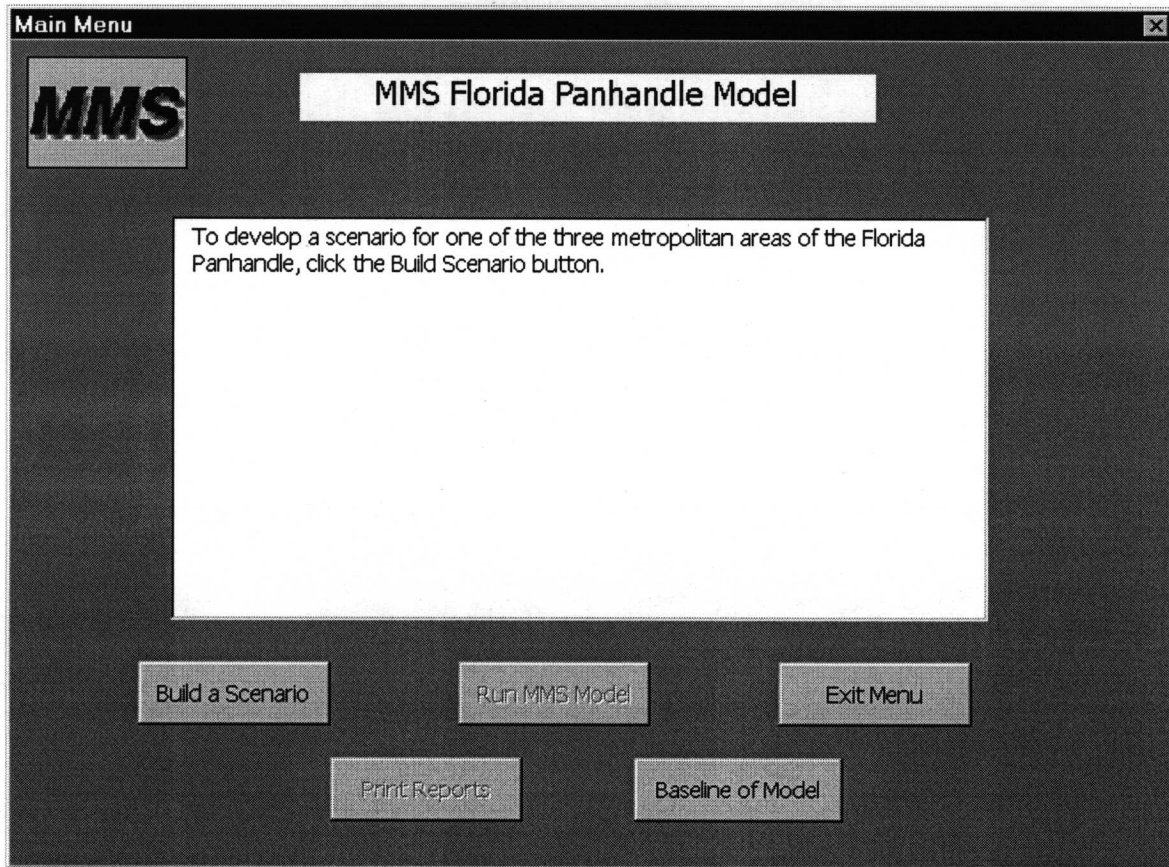 Main Menu
MMS
MMS Florida Panhandle Model
To develop a scenario for one of the three metropolitan areas of the Florida
Panhandle, click the Build Scenario button.
Build a Scenario
Run MMS Model
Exit Menu
Print Reports
Baseline of Model